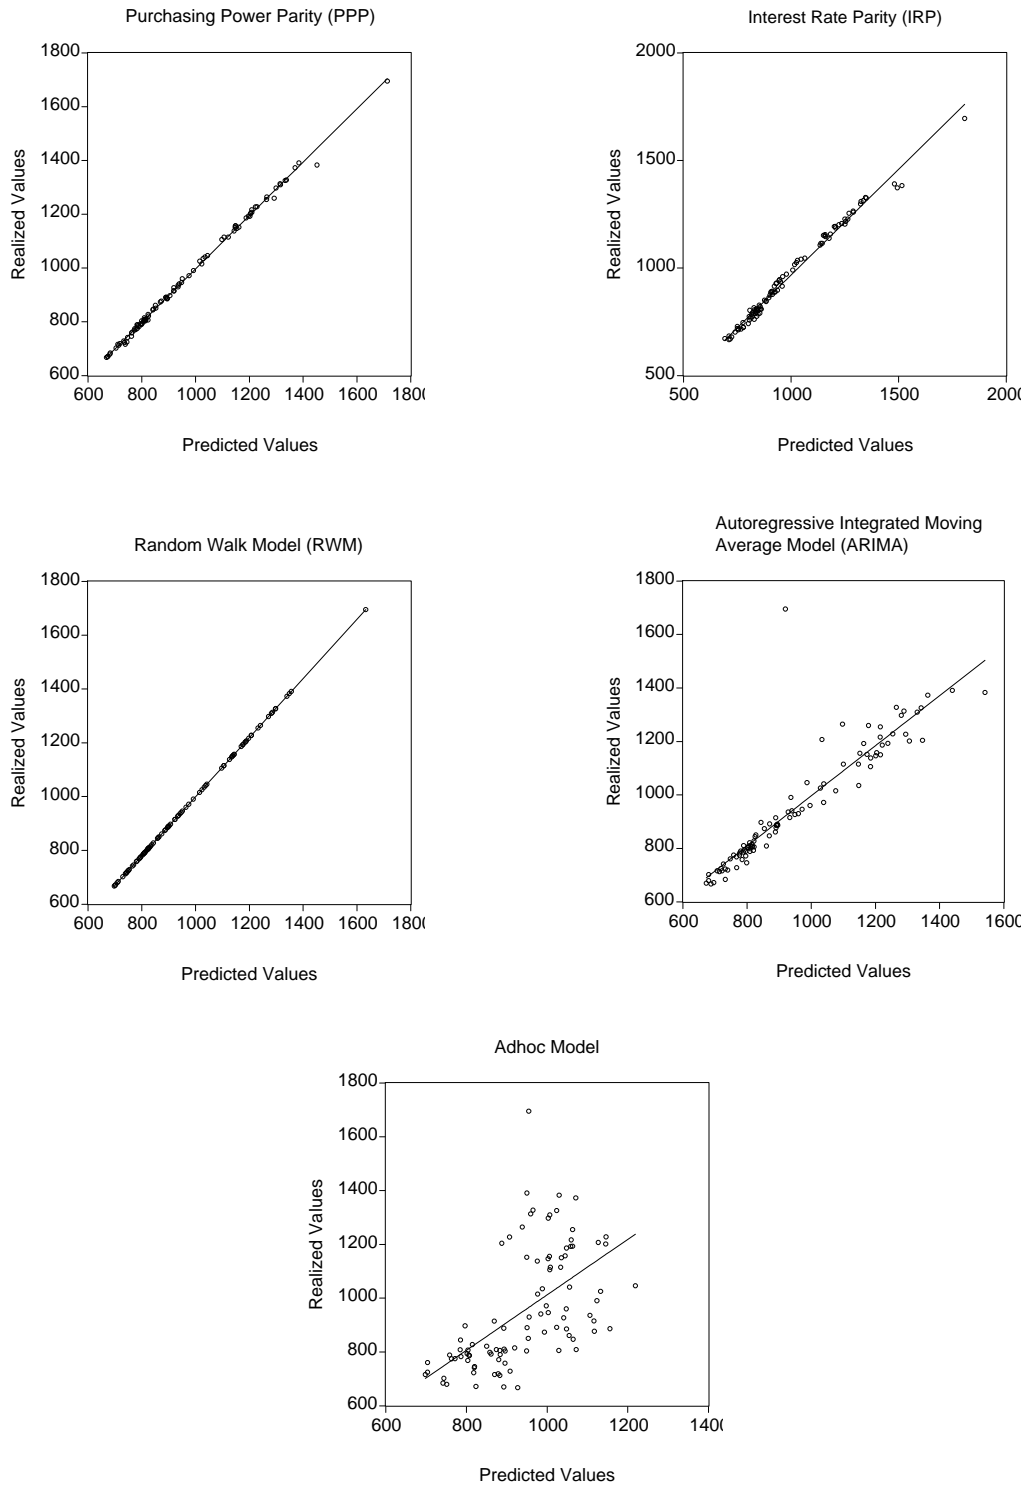 Purchasing Power Parity (PPP)
1800
1600
1400
1200
1000
800
600
Realized Values
600 800 1000 1200 1400 1600 180
Predicted Values
Interest Rate Parity (IRP)
2000
1500
1000
500
Realized Values
500 1000 1500 200
Predicted Values
Random Walk Model (RWM)
1800
1600
1400
1200
1000
800
600
Realized Values
600 800 1000 1200 1400 1600 180
Predicted Values
Autoregressive Integrated Moving
Average Model (ARIMA)
1800
1600
1400
1200
1000
800
600
Realized Values
600 800 1000 1200 1400 160
Predicted Values
Adhoc Model
1800
1600
1400
1200
1000
800
600
Realized Values
600 800 1000 1200 140
Predicted Values